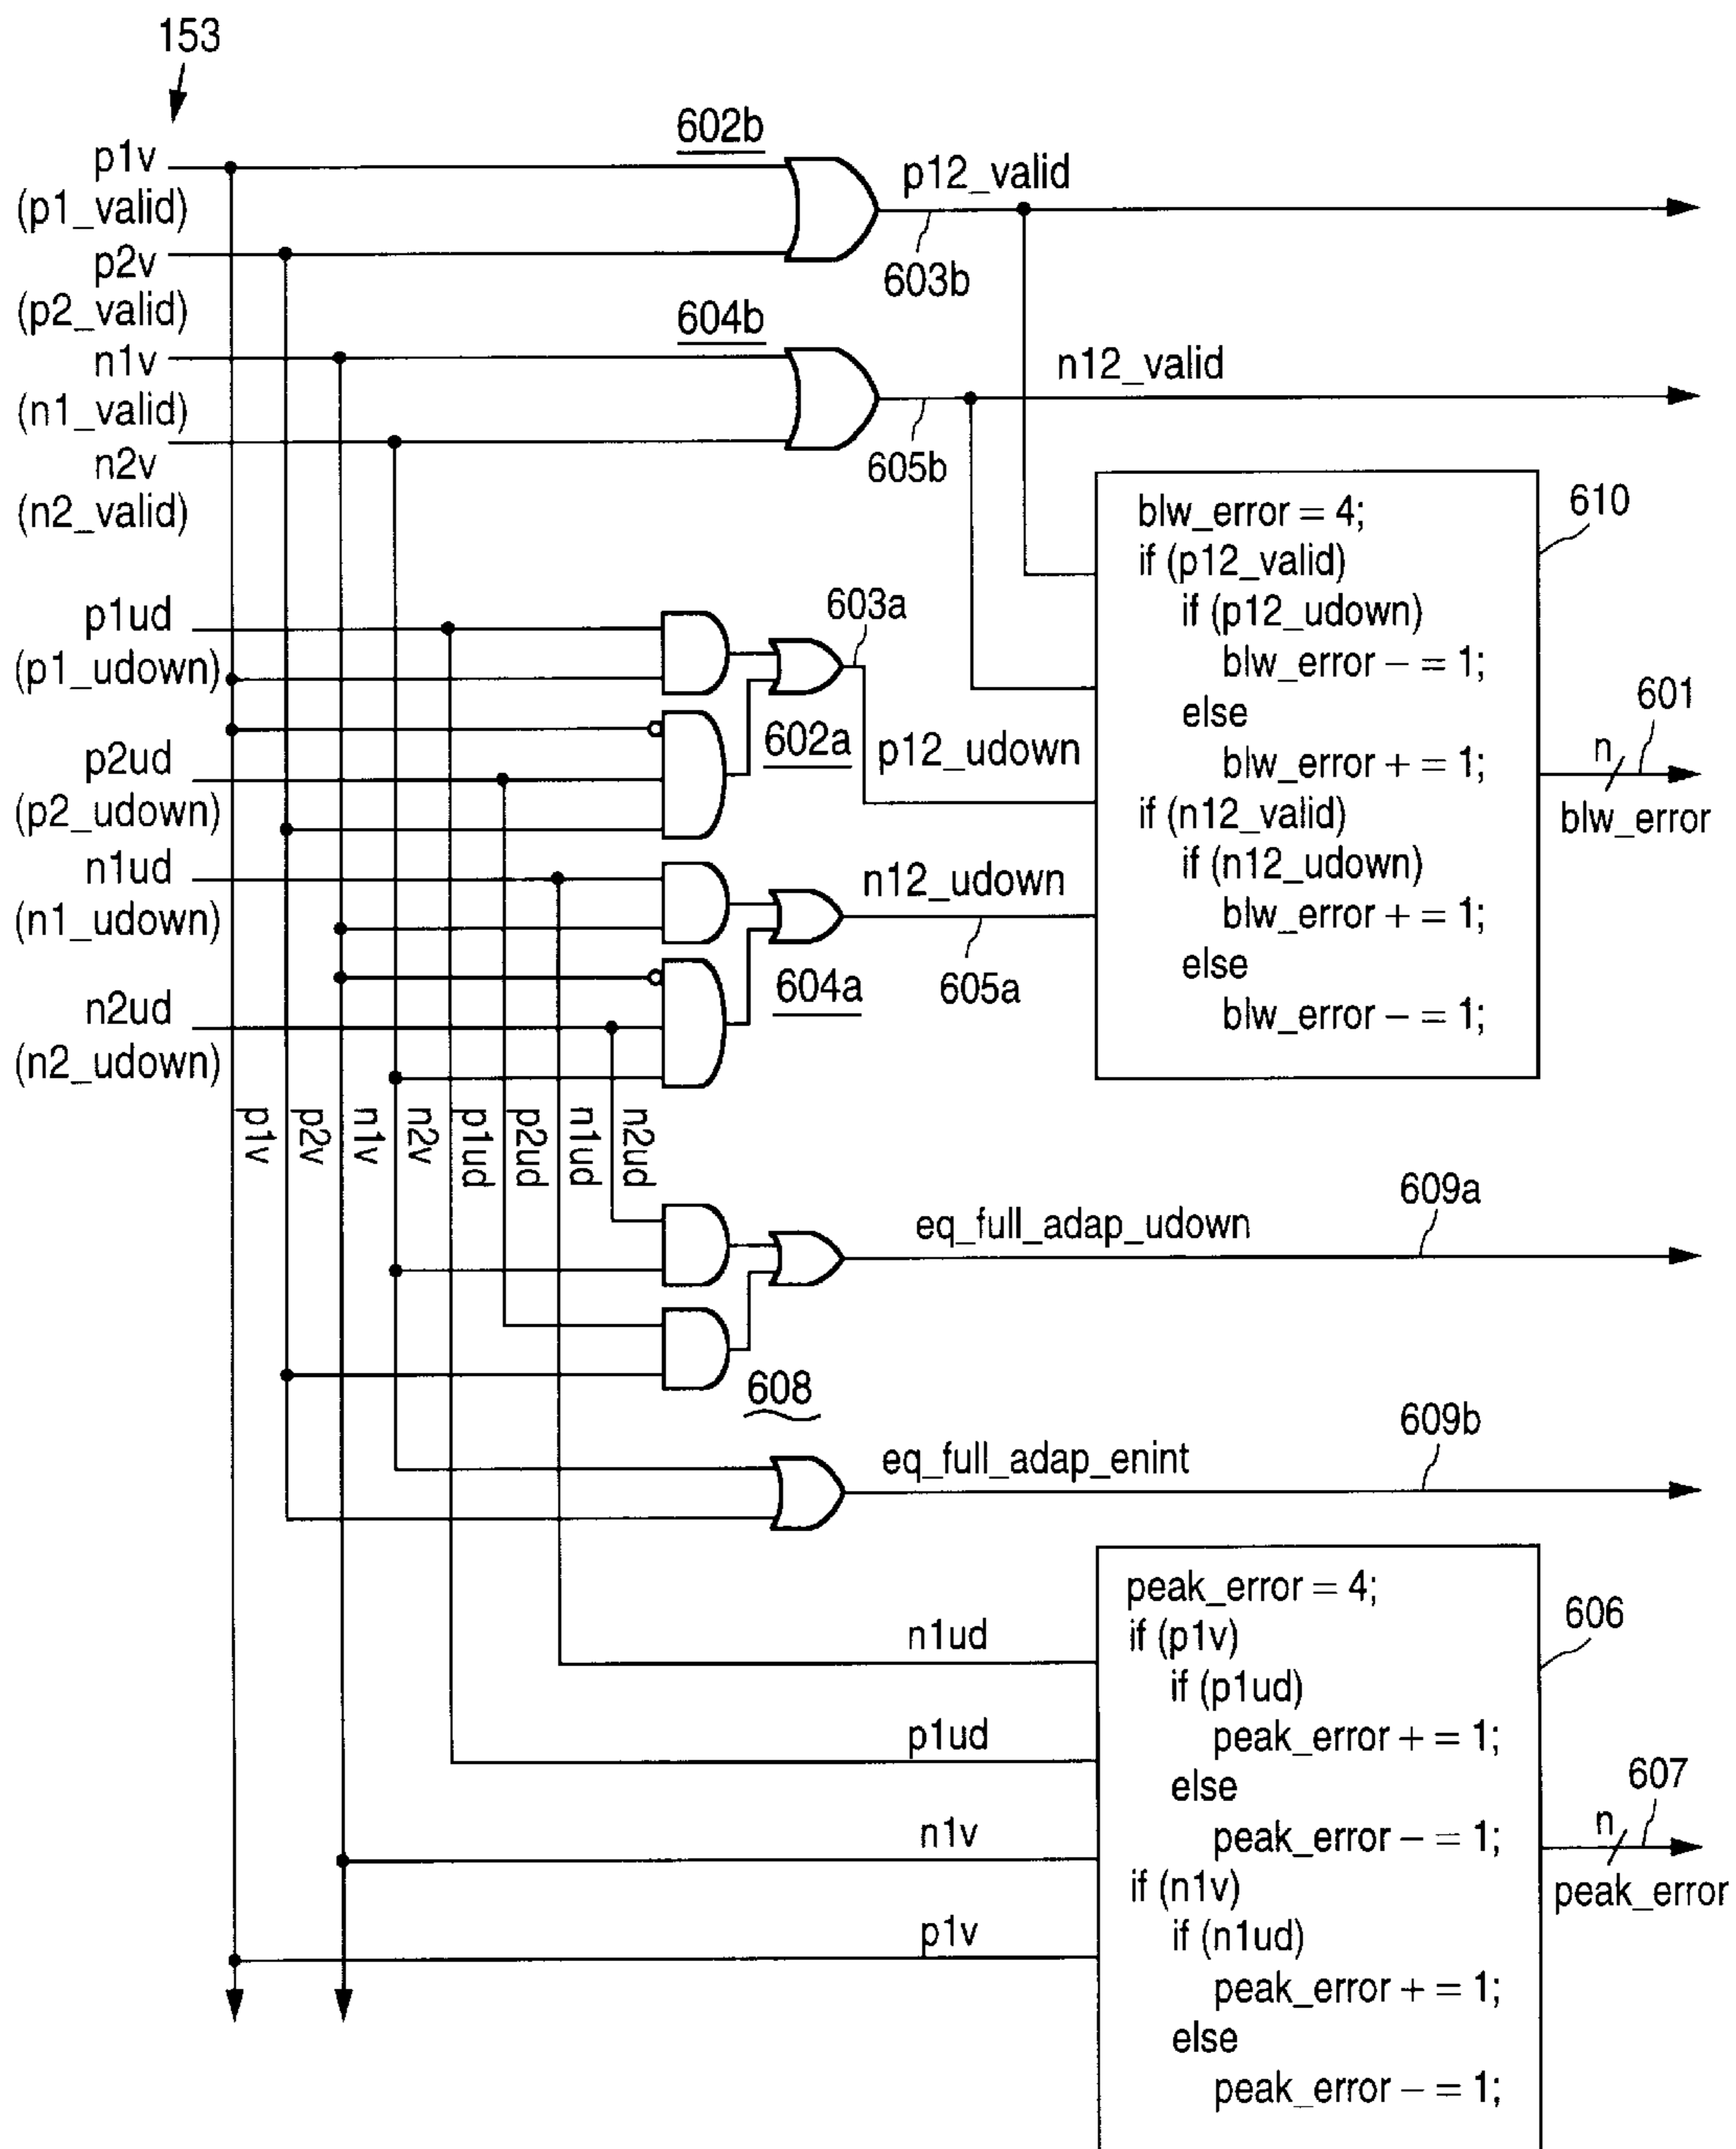 153
p1v
(p1_valid)
p2v
(p2_valid)
n1v
(n1_valid)
n2v
(n2_valid)
602b
p12_valid
603b
604b
n12_valid
605b
p1ud
(p1_udown)
p2ud
(p2_udown)
n1ud
(n1_udown)
n2ud
(n2_udown)
603a
602a
p12_udown
n12_udown
604a
605a
blw_error = 4;
if (p12_valid)
if (p12_udown)
blw_error - = 1;
else
blw_error + = 1;
if (n12_valid)
if (n12_udown)
blw_error + = 1;
else
blw_error - = 1;
610
601
n
blw_error
p1v
p2v
n1v
n2v
p1ud
p2ud
n1ud
n2ud
eq_full_adap_udown
609a
608
eq_full_adap_enint
609b
n1ud
p1ud
n1v
p1v
peak_error = 4;
if (p1v)
if (p1ud)
peak_error + = 1;
else
peak_error - = 1;
if (n1v)
if (n1ud)
peak_error + = 1;
else
peak_error - = 1;
606
607
n
peak_error